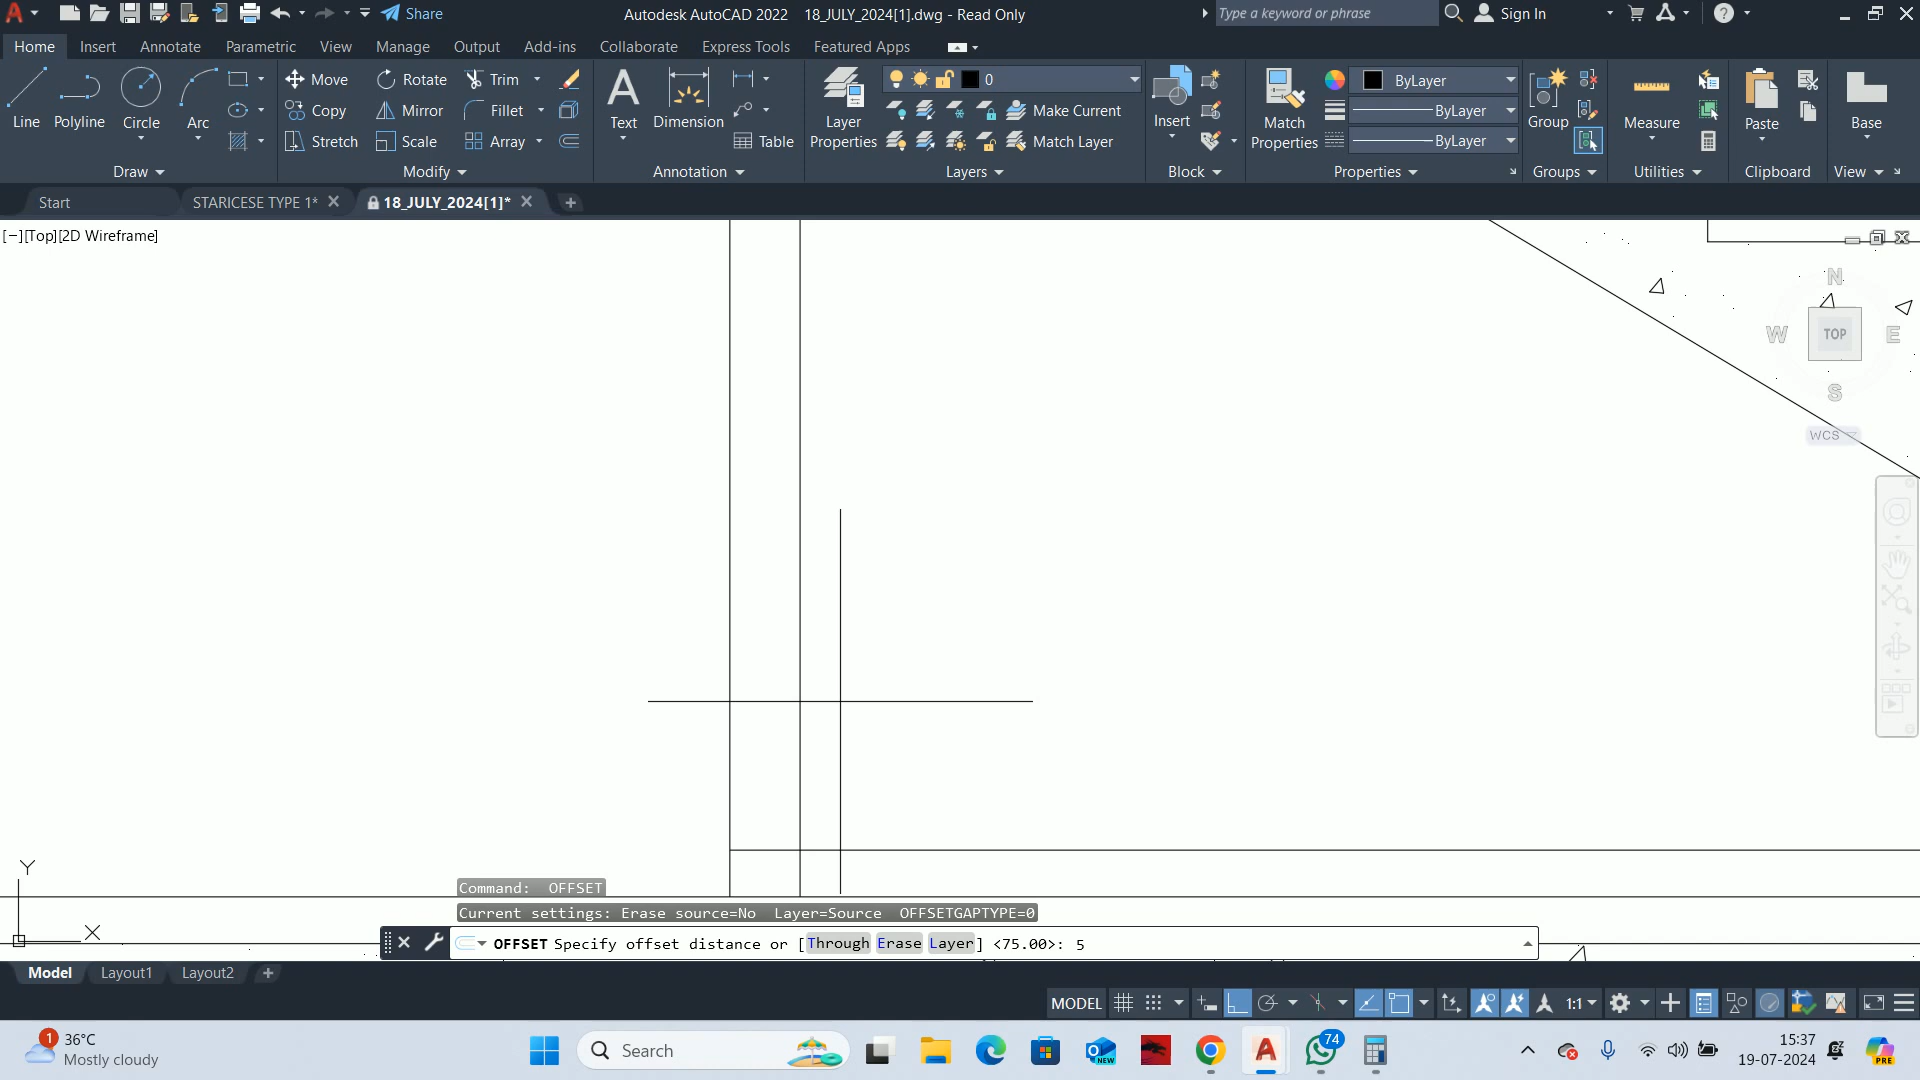 Share
Autodesk AutoCAD 2022 18_JULY_2024[1].dwg - Read Only
Type a keyword or phrase
Sign In
Home Insert Annotate Parametric View Manage Output Add-ins Collaborate Express Tools Featured Apps
Line Polyline Circle Arc
Move Rotate Trim
Copy Mirror Fillet
Stretch Scale Array
Text Dimension Table
Layer Properties
0
Make Current
Match Layer
Insert
Match Properties
ByLayer
ByLayer
ByLayer
Group
Measure
Paste
Base
Draw Modify Annotation Layers Block Properties Groups Utilities Clipboard View
Start STARICESE TYPE 1* 18_JULY_2024[1]*
[−][Top][2D Wireframe]
N
W TOP E
S
WCS
Y
X
Command: OFFSET
Current settings: Erase source=No Layer=Source OFFSETGAPTYPE=0
OFFSET Specify offset distance or [Through Erase Layer] <75.00>: 5
Model Layout1 Layout2
MODEL 1:1
1
36°C
Mostly cloudy
Search
NEW
74
15:37
19-07-2024
PRE